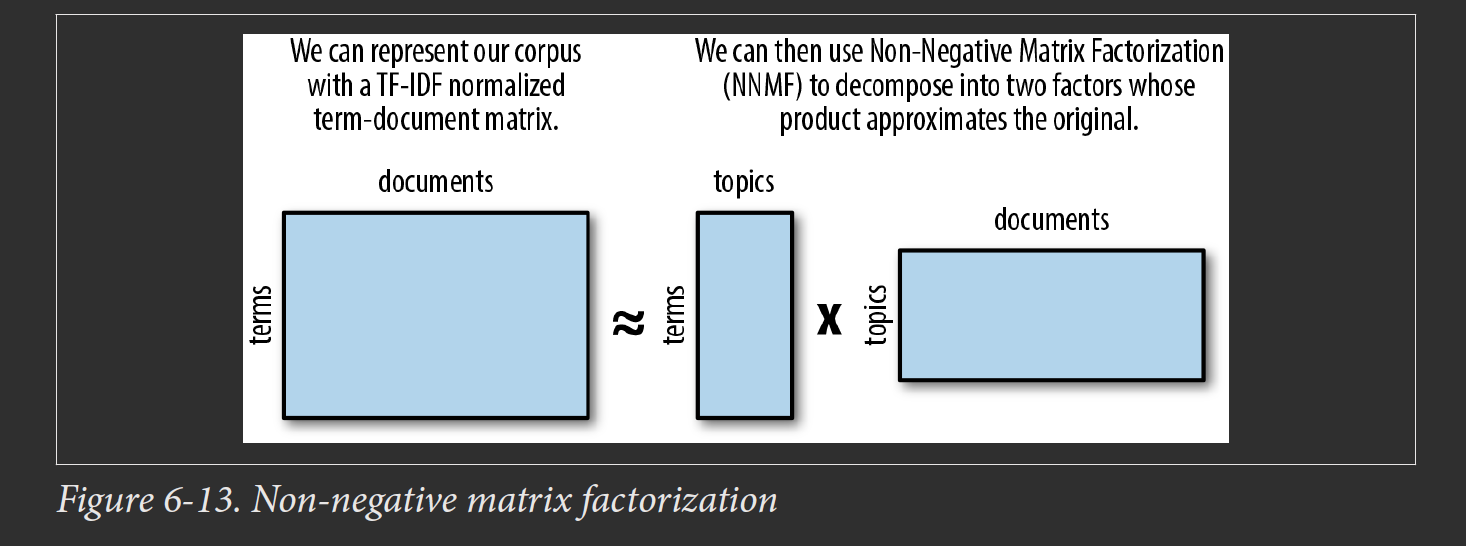 We can represent our corpus
with a TF-IDF normalized
term-document matrix.
We can then use Non-Negative Matrix Factorization
(NNMF) to decompose into two factors whose
product approximates the original.
documents
terms
≈
topics
terms
x
documents
topics
Figure 6-13. Non-negative matrix factorization